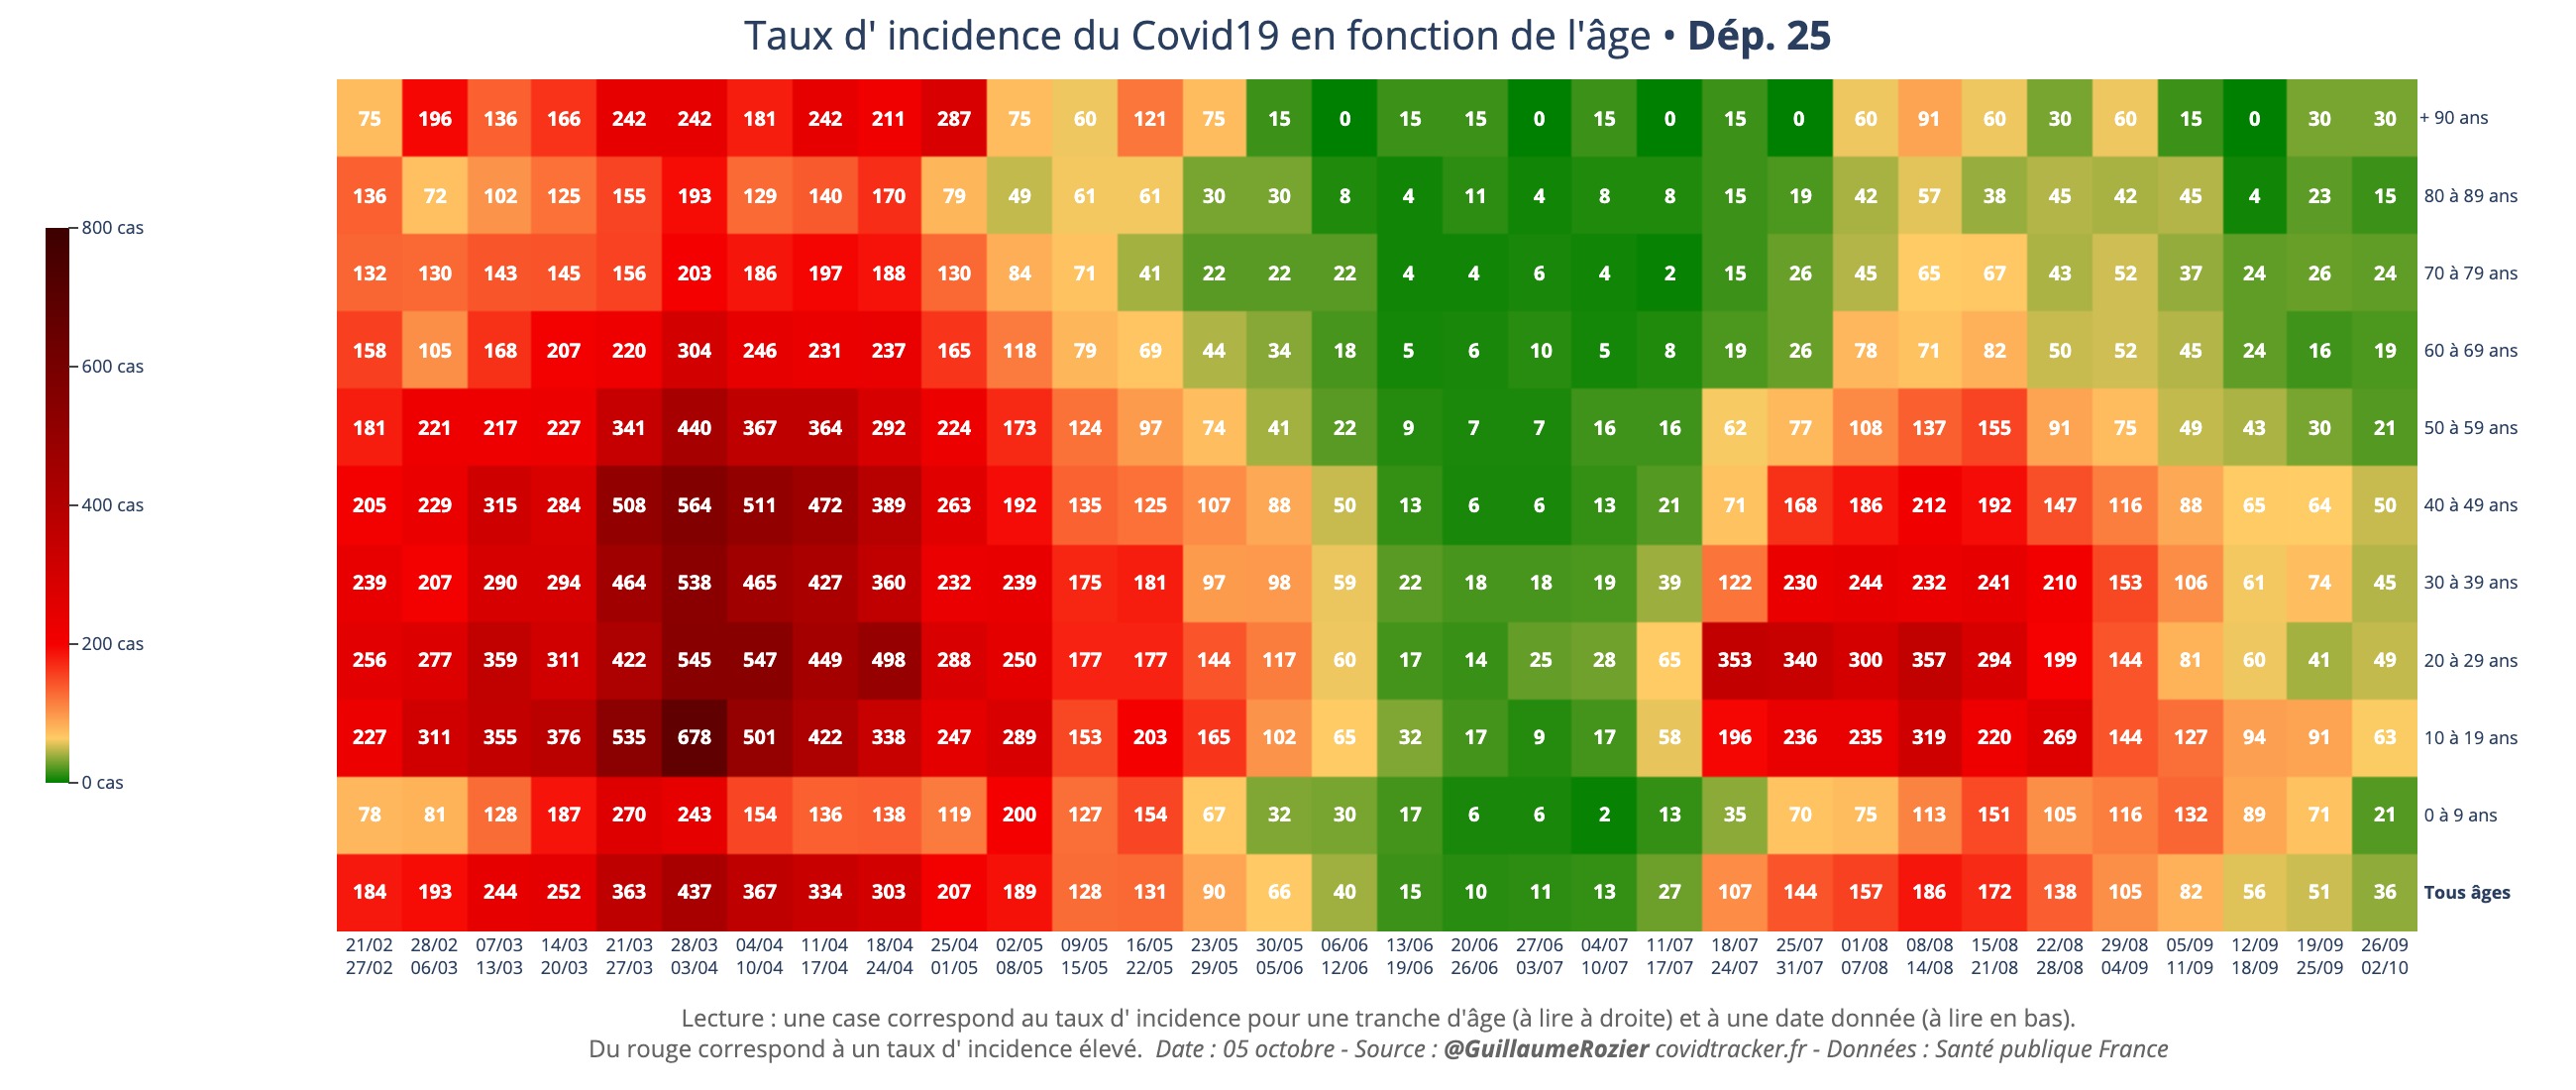 Taux d' incidence du Covid19 en fonction de l'âge • Dép. 25
75 196 136 166 242 242 181 242 211 287 75 60 121 75 15 0 15 15 0 15 0 15 0 60 91 60 30 60 15 0 30 30 + 90 ans
136 72 102 125 155 193 129 140 170 79 49 61 61 30 30 8 4 11 4 8 8 15 19 42 57 38 45 42 45 4 23 15 80 à 89 ans
132 130 143 145 156 203 186 197 188 130 84 71 41 22 22 22 4 4 6 4 2 15 26 45 65 67 43 52 37 24 26 24 70 à 79 ans
158 105 168 207 220 304 246 231 237 165 118 79 69 44 34 18 5 6 10 5 8 19 26 78 71 82 50 52 45 24 16 19 60 à 69 ans
181 221 217 227 341 440 367 364 292 224 173 124 97 74 41 22 9 7 7 16 16 62 77 108 137 155 91 75 49 43 30 21 50 à 59 ans
205 229 315 284 508 564 511 472 389 263 192 135 125 107 88 50 13 6 6 13 21 71 168 186 212 192 147 116 88 65 64 50 40 à 49 ans
239 207 290 294 464 538 465 427 360 232 239 175 181 97 98 59 22 18 18 19 39 122 230 244 232 241 210 153 106 61 74 45 30 à 39 ans
256 277 359 311 422 545 547 449 498 288 250 177 177 144 117 60 17 14 25 28 65 353 340 300 357 294 199 144 81 60 41 49 20 à 29 ans
227 311 355 376 535 678 501 422 338 247 289 153 203 165 102 65 32 17 9 17 58 196 236 235 319 220 269 144 127 94 91 63 10 à 19 ans
78 81 128 187 270 243 154 136 138 119 200 127 154 67 32 30 17 6 6 2 13 35 70 75 113 151 105 116 132 89 71 21 0 à 9 ans
184 193 244 252 363 437 367 334 303 207 189 128 131 90 66 40 15 10 11 13 27 107 144 157 186 172 138 105 82 56 51 36 Tous âges
21/02 28/02 07/03 14/03 21/03 28/03 04/04 11/04 18/04 25/04 02/05 09/05 16/05 23/05 30/05 06/06 13/06 20/06 27/06 04/07 11/07 18/07 25/07 01/08 08/08 15/08 22/08 29/08 05/09 12/09 19/09 26/09
27/02 06/03 13/03 20/03 27/03 03/04 10/04 17/04 24/04 01/05 08/05 15/05 22/05 29/05 05/06 12/06 19/06 26/06 03/07 10/07 17/07 24/07 31/07 07/08 14/08 21/08 28/08 04/09 11/09 18/09 25/09 02/10
800 cas
600 cas
400 cas
200 cas
0 cas
Lecture : une case correspond au taux d' incidence pour une tranche d'âge (à lire à droite) et à une date donnée (à lire en bas).
Du rouge correspond à un taux d' incidence élevé. Date : 05 octobre - Source : @GuillaumeRozier covidtracker.fr - Données : Santé publique France